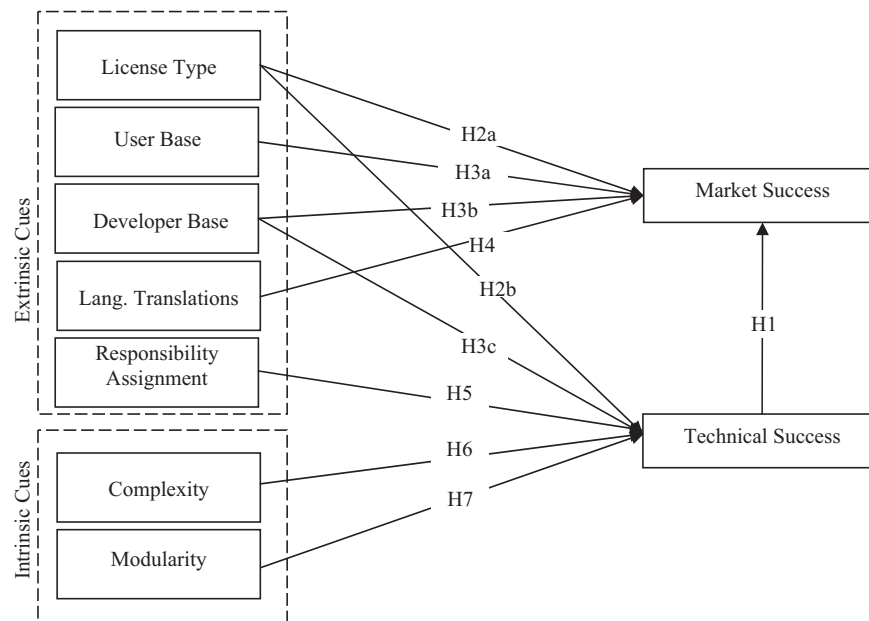 Extrinsic Cues
License Type
User Base
Developer Base
Lang. Translations
Responsibility
Assignment
Intrinsic Cues
Complexity
Modularity
H2a
H3a
H3b
H4
H2b
H3c
H5
H6
H7
Market Success
H1
Technical Success